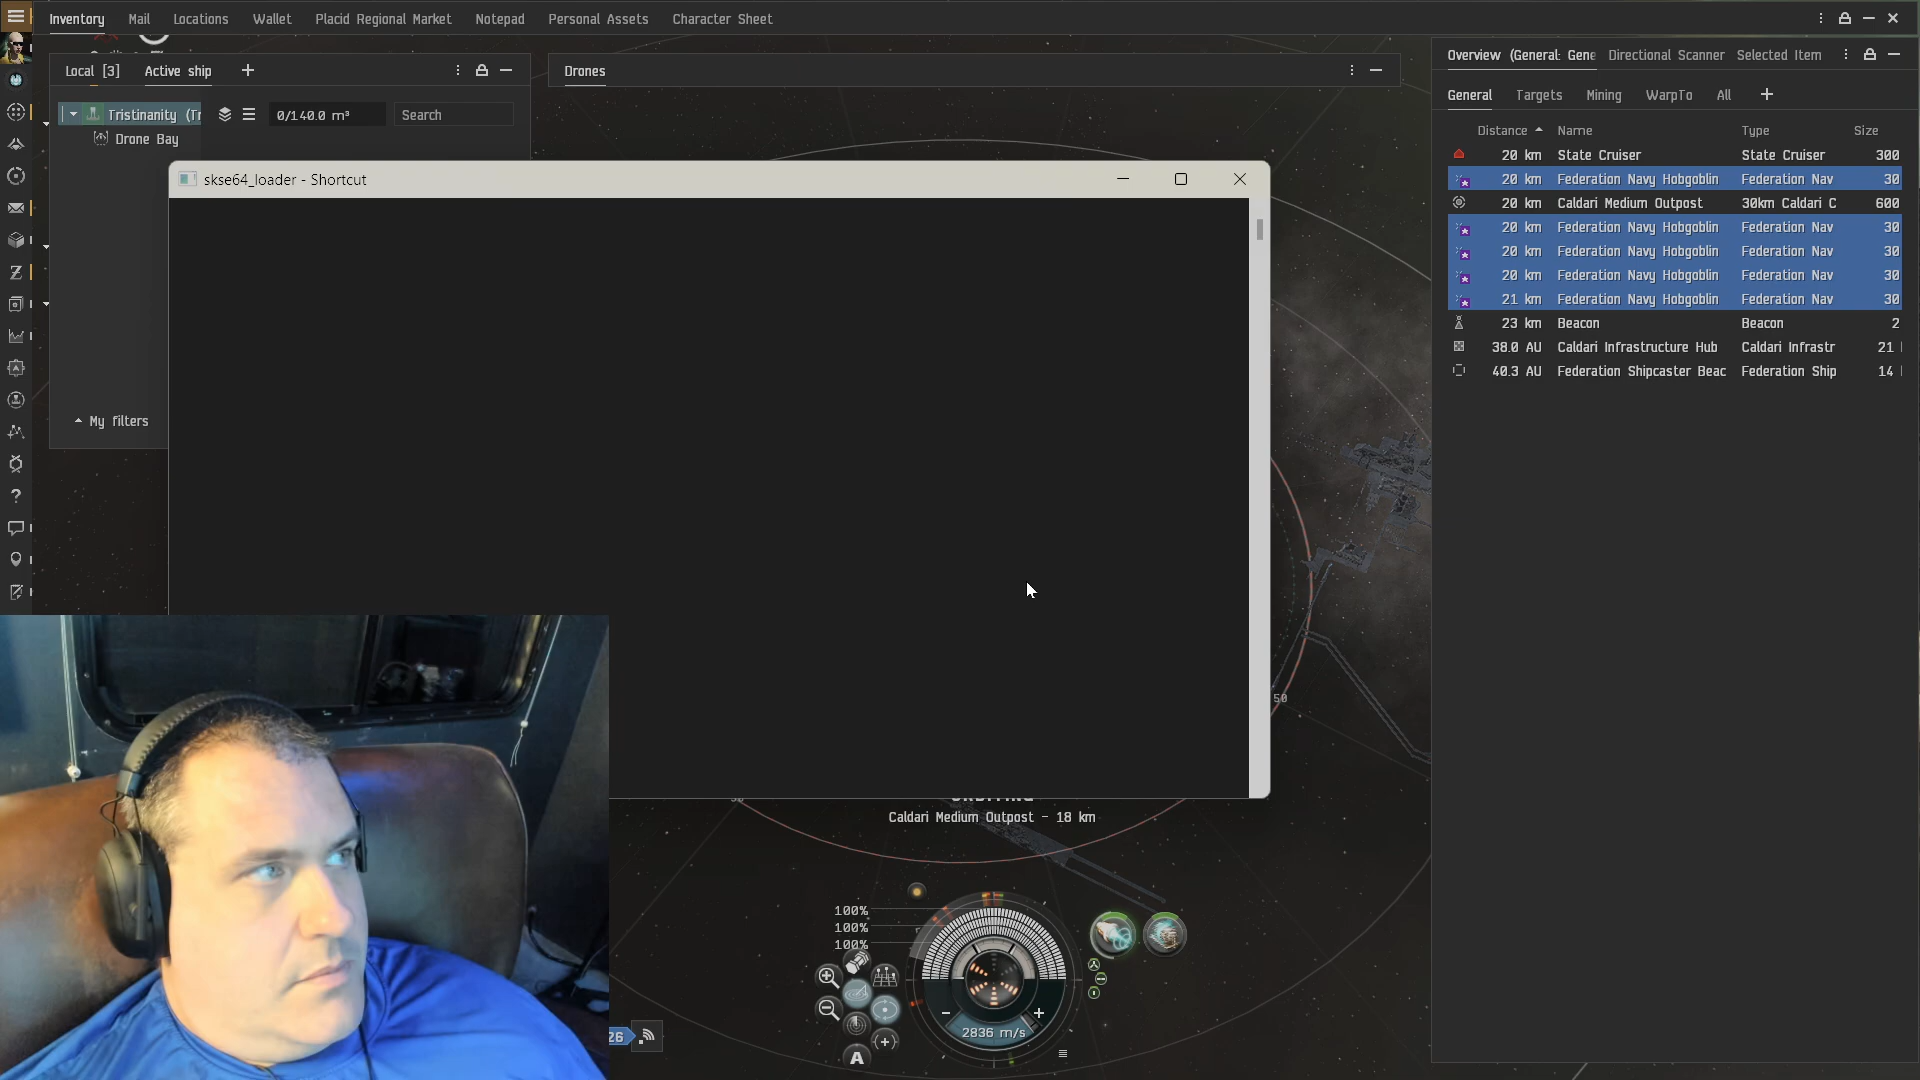 Inventory Mail Locations Wallet Placid Regional Market Notepad Personal Assets Character Sheet
Local [3] Active ship
Tristinanity (Tr 0/140.0 m³ Search
Drone Bay
My filters
Drones
skse64_loader - Shortcut
Overview (General: Gene Directional Scanner Selected Item
General Targets Mining WarpTo All
Distance Name Type Size
20 km State Cruiser State Cruiser 300
20 km Federation Navy Hobgoblin Federation Nav 30
20 km Caldari Medium Outpost 30km Caldari C 600
20 km Federation Navy Hobgoblin Federation Nav 30
20 km Federation Navy Hobgoblin Federation Nav 30
20 km Federation Navy Hobgoblin Federation Nav 30
21 km Federation Navy Hobgoblin Federation Nav 30
23 km Beacon Beacon 2
38.0 AU Caldari Infrastructure Hub Caldari Infrastr 21
40.3 AU Federation Shipcaster Beac Federation Ship 14
50
Caldari Medium Outpost - 18 km
100%
100%
100%
2836 m/s
26
A